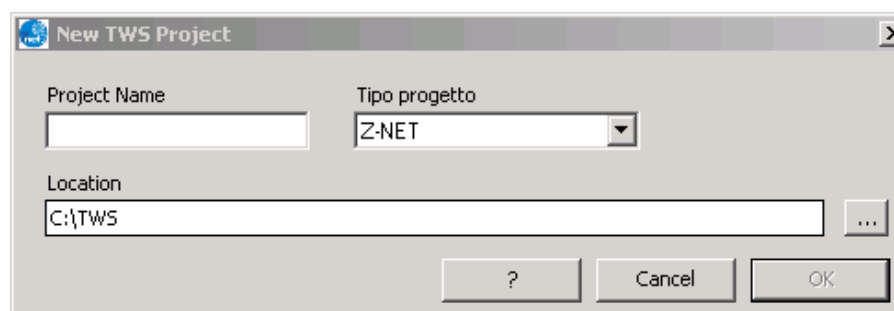 New TWS Project
Project Name Tipo progetto
Z-NET
Location
C:\TWS
...
? Cancel OK